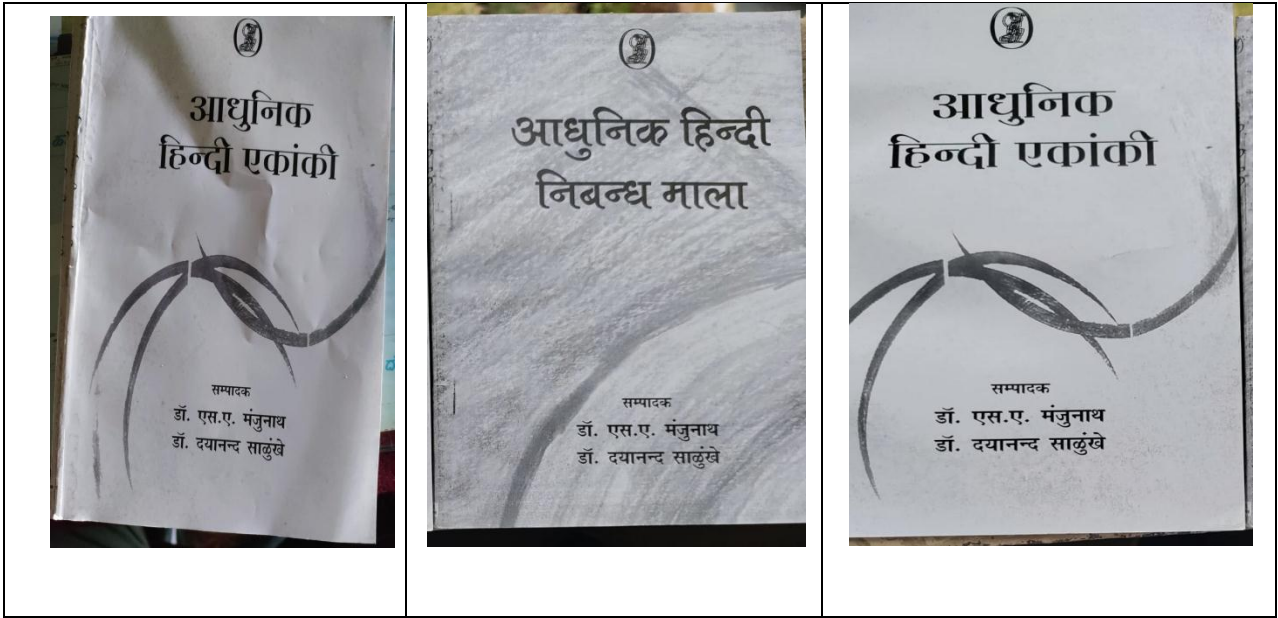 आधुनिक
हिन्दी एकांकी
सम्पादक
डॉ. एस.ए. मंजुनाथ
डॉ. दयानन्द साळुंखे
आधुनिक हिन्दी
निबन्ध माला
सम्पादक
डॉ. एस.ए. मंजुनाथ
डॉ. दयानन्द साळुंखे
आधुनिक
हिन्दी एकांकी
सम्पादक
डॉ. एस.ए. मंजुनाथ
डॉ. दयानन्द साळुंखे